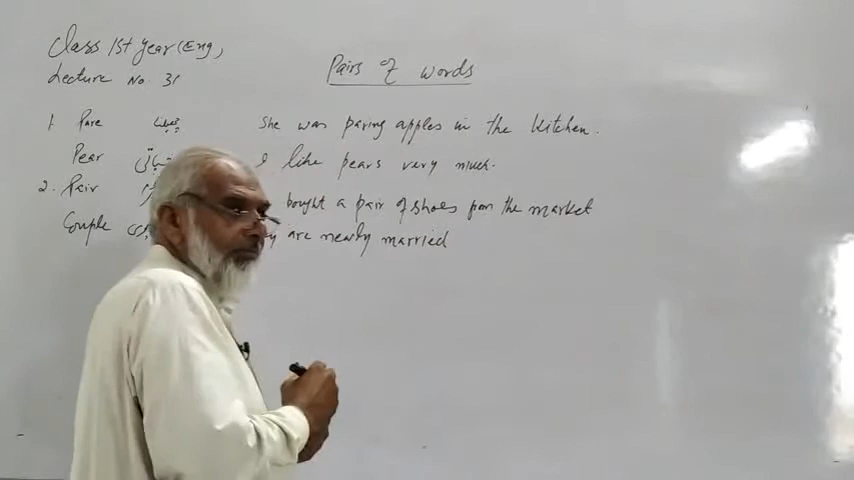 Class 1st year (Eng)
Lecture No. 31
Pairs of words
1. Pare چھیلنا She was paring apples in the kitchen.
Pear I like pears very much.
2. Pair bought a pair of shoes from the market
Couple are newly married